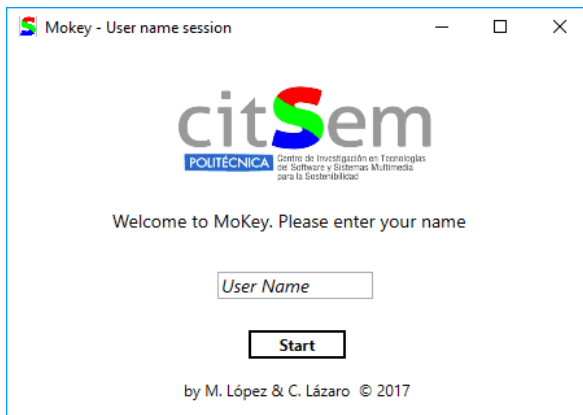 Mokey - User name session
citSem
POLITÉCNICA
Centro de Investigación en Tecnologías
del Software y Sistemas Multimedia
para la Sostenibilidad
Welcome to MoKey. Please enter your name
User Name
Start
by M. López & C. Lázaro © 2017